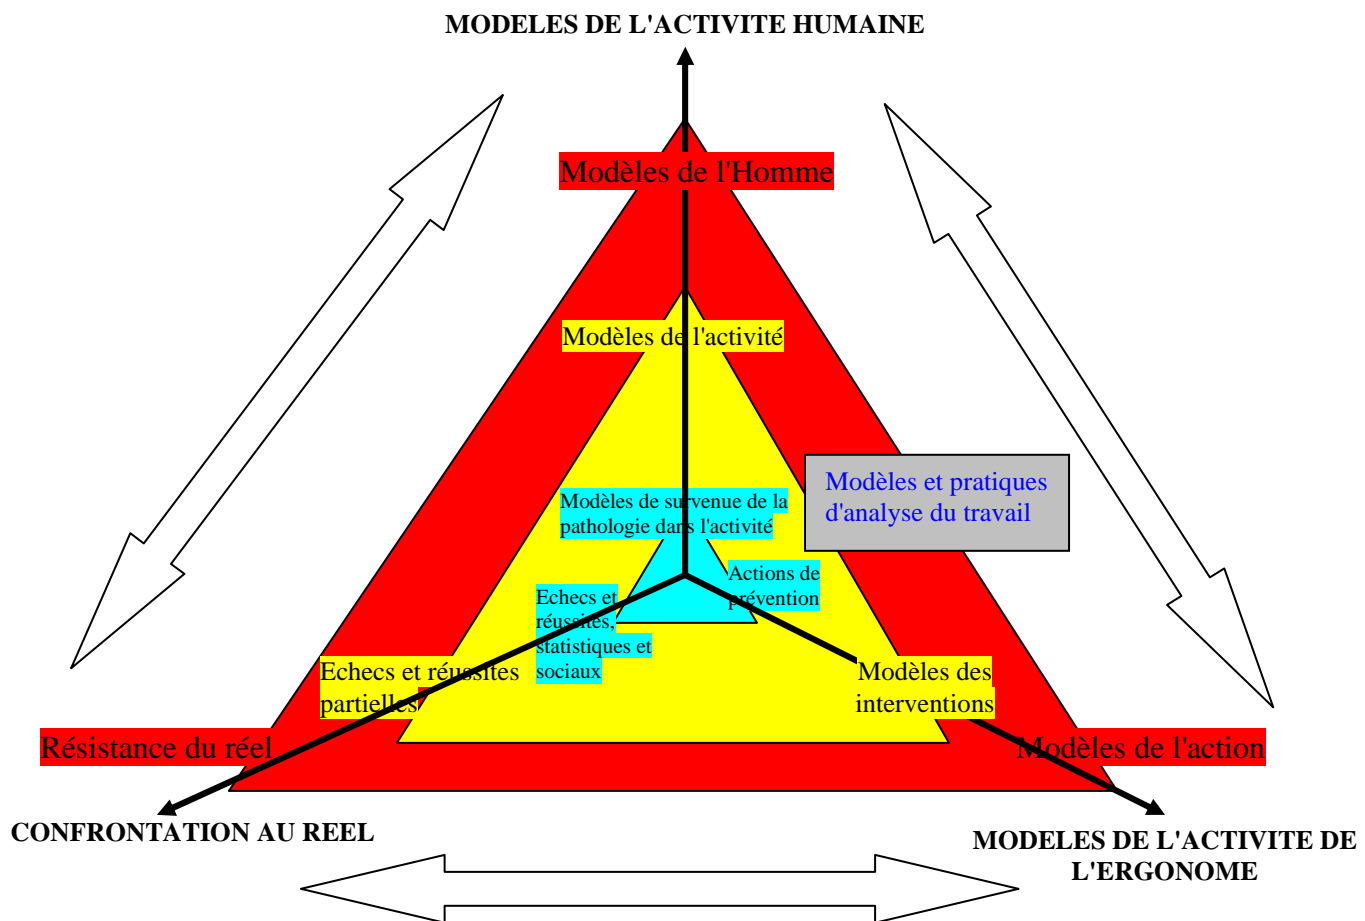 MODELES DE L'ACTIVITE HUMAINE
Modèles de l'Homme
Modèles de l'activité
Modèles et pratiques
d'analyse du travail
Modèles de survenue de la
pathologie dans l'activité
Actions de
prévention
Echecs et
réussites,
statistiques et
sociaux
Echecs et réussites
partielles
Modèles des
interventions
Résistance du réel
Modèles de l'action
CONFRONTATION AU REEL
MODELES DE L'ACTIVITE DE
L'ERGONOME